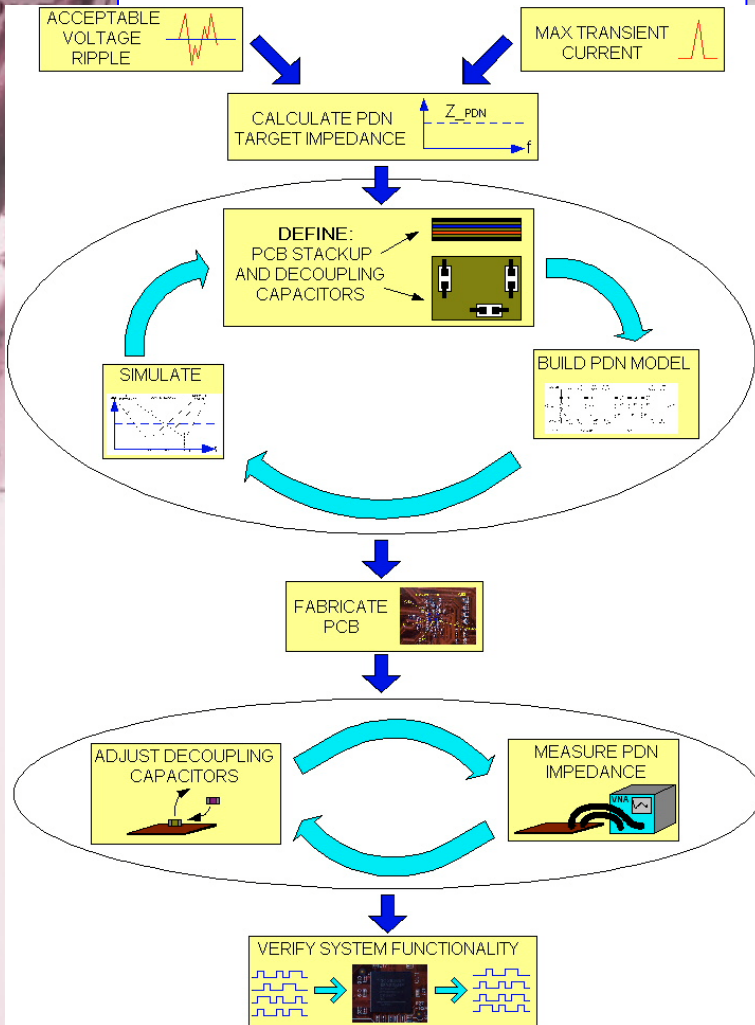 ACCEPTABLE
VOLTAGE
RIPPLE
MAX TRANSIENT
CURRENT
CALCULATE PDN
TARGET IMPEDANCE
Z_PDN
f
DEFINE:
PCB STACKUP
AND DECOUPLING
CAPACITORS
BUILD PDN MODEL
SIMULATE
FABRICATE
PCB
ADJUST DECOUPLING
CAPACITORS
MEASURE PDN
IMPEDANCE
VNA
VERIFY SYSTEM FUNCTIONALITY